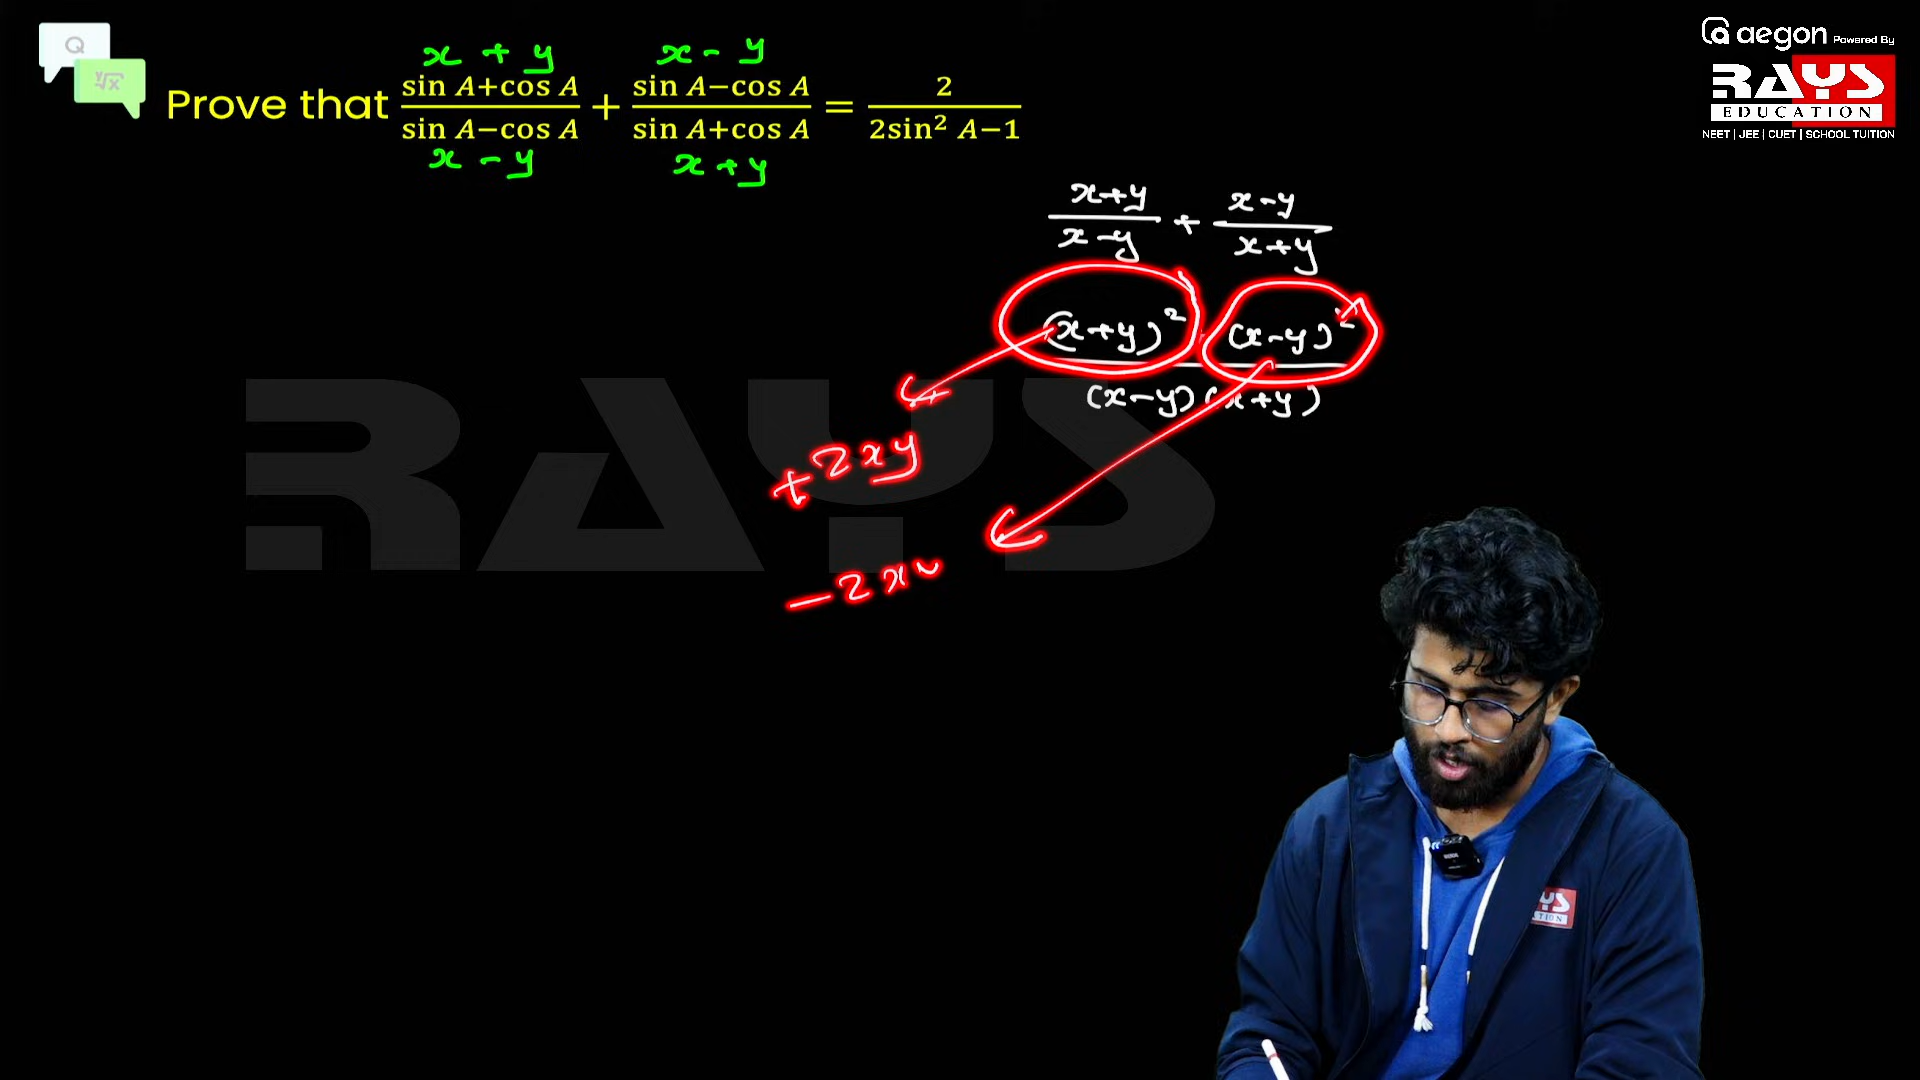 Q
√x
x + y x - y
Prove that (sin A+cos A)/(sin A−cos A) + (sin A−cos A)/(sin A+cos A) = 2/(2sin² A−1)
x - y x + y
aegon Powered By
RAYS
EDUCATION
NEET | JEE | CUET | SCHOOL TUITION
(x+y)/(x-y) + (x-y)/(x+y)
(x+y)² (x-y)²
(x-y)(x+y)
+2xy
RAYS